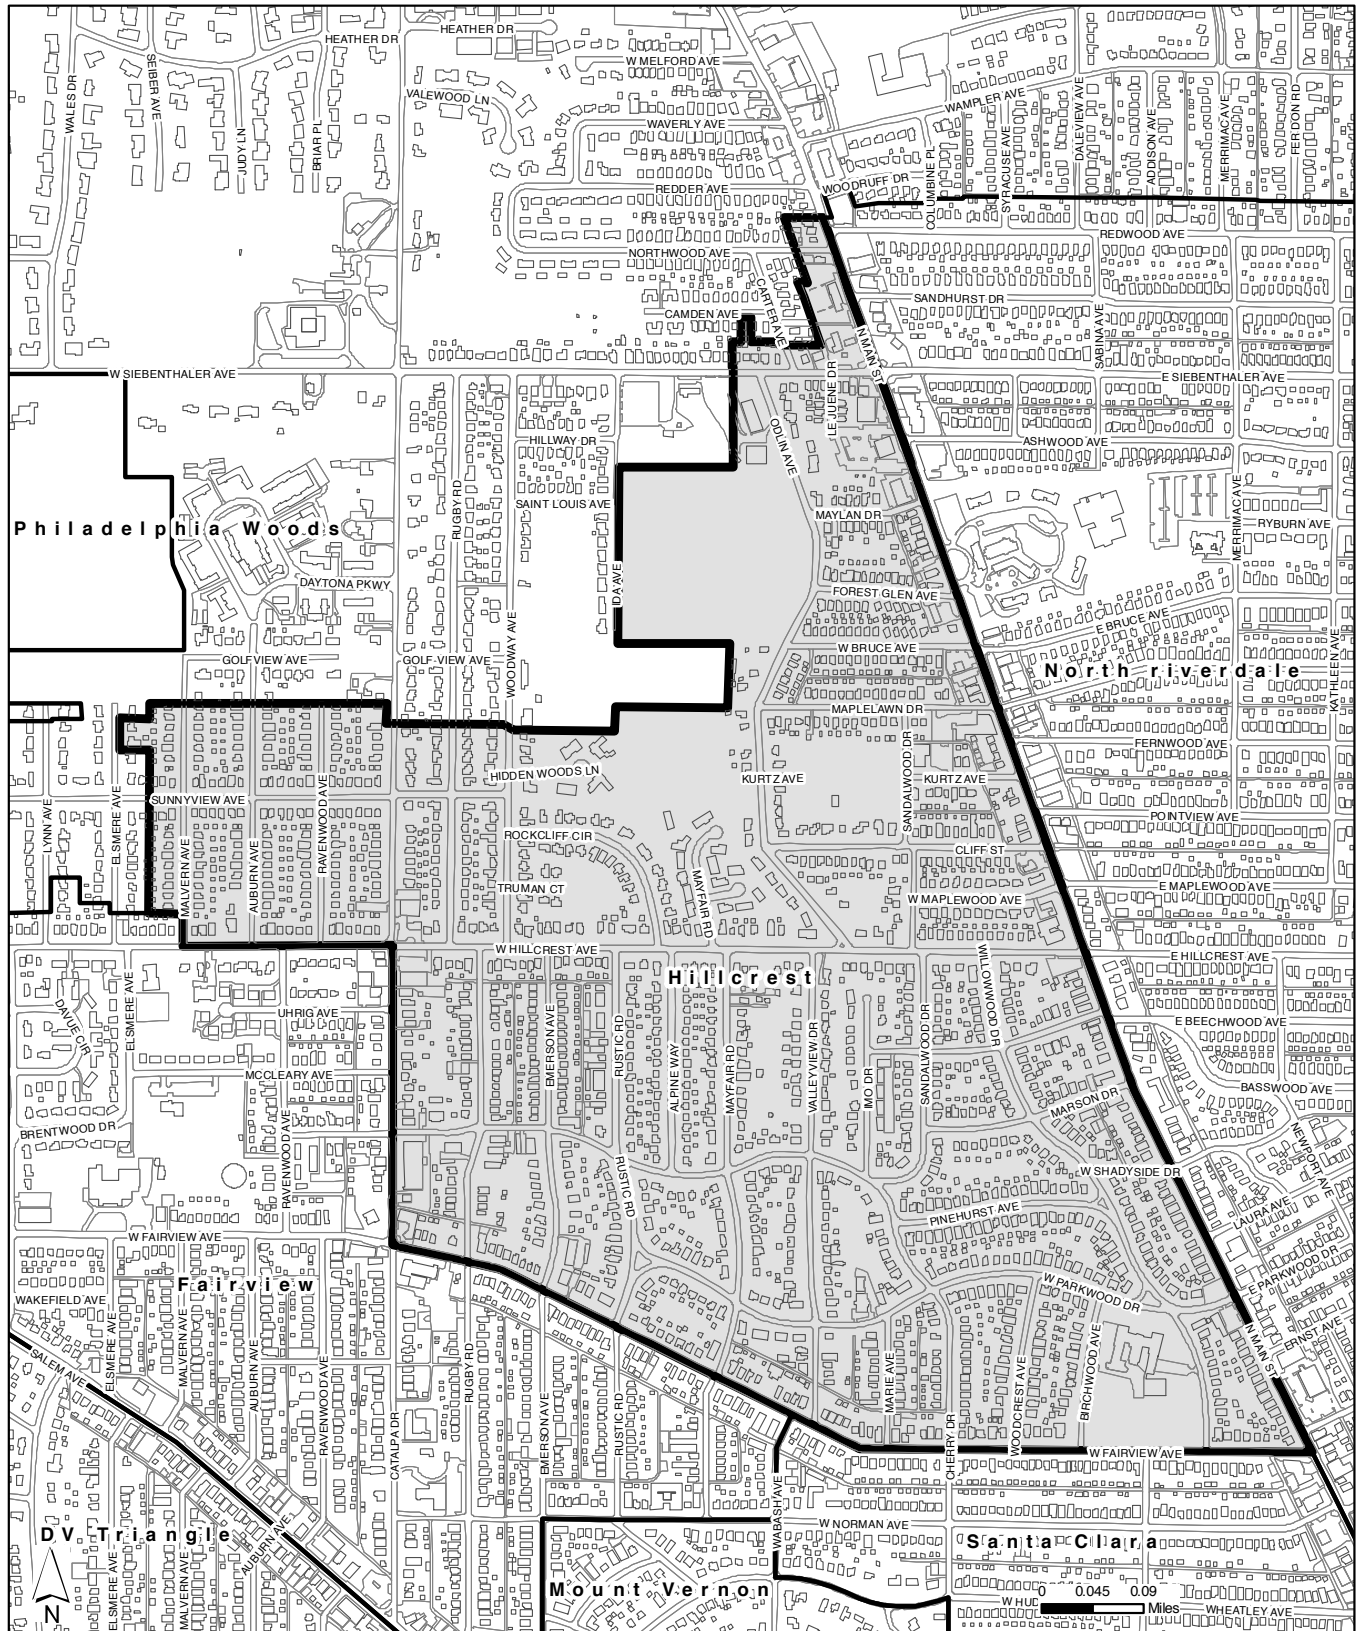 HEATHER DR
HEATHER DR
W MELFORD AVE
WALES DR
SEIBER AVE
JUDY LN
BRIAR PL
VALEWOOD LN
WAVERLY AVE
WAMPLER AVE
DALEVIEW AVE
ADDISON AVE
MERRIMAC AVE
FERDON RD
SYRACUSE AVE
COLUMBINE PL
WOODRUFF DR
REDDER AVE
REDWOOD AVE
NORTHWOOD AVE
CARTER AVE
SANDHURST DR
CAMDEN AVE
SABINA AVE
N MAIN ST
W SIEBENTHALER AVE
E SIEBENTHALER AVE
LE JUENE DR
HILLWAY DR
ODLIN AVE
ASHWOOD AVE
SAINT LOUIS AVE
RUGBY RD
MAYLAN DR
MERRIMAC AVE
RYBURN AVE
Philadelphia Woods
DAYTONA PKWY
IDA AVE
FOREST GLEN AVE
E BRUCE AVE
W BRUCE AVE
KATHLEEN AVE
GOLFVIEW AVE
GOLF VIEW AVE
WOODWAY AVE
North riverdale
MAPLELAWN DR
FERNWOOD AVE
SANDALWOOD DR
HIDDEN WOODS LN
KURTZ AVE
KURTZ AVE
SUNNYVIEW AVE
LYNN AVE
ELSMERE AVE
RAVENWOOD AVE
POINTVIEW AVE
ROCKCLIFF CIR
CLIFF ST
MALVERN AVE
AUBURN AVE
TRUMAN CT
MAYFAIR RD
W MAPLEWOOD AVE
E MAPLEWOOD AVE
W HILLCREST AVE
E HILLCREST AVE
Hillcrest
WILLOWWOOD DR
ELSMERE AVE
DAVUE CIR
UHRIG AVE
EMERSON AVE
RUSTIC RD
ALPINE WAY
MAYFAIR RD
VALLEYVIEW DR
IMO DR
SANDALWOOD DR
E BEECHWOOD AVE
MCCLEARY AVE
BASSWOOD AVE
MARSON DR
BRENTWOOD DR
RAVENWOOD AVE
RUSTIC RD
W SHADYSIDE DR
NEWPORT AVE
PINEHURST AVE
LAURA AVE
W FAIRVIEW AVE
E PARKWOOD DR
Fairview
W PARKWOOD DR
WAKEFIELD AVE
N MAIN ST
ERNST AVE
SALEM AVE
ELSMERE AVE
MALVERN AVE
AUBURN AVE
RAVENWOOD AVE
RUGBY RD
MARIE AVE
WOODCREST AVE
BIRCHWOOD AVE
CATALPA DR
EMERSON AVE
RUSTIC RD
CHERRY DR
W FAIRVIEW AVE
WABASH AVE
W NORMAN AVE
DV Triangle
AUBURN AVE
Santa Clara
ELSMERE AVE
MALVERN AVE
Mount Vernon
N
0 0.045 0.09
Miles
W HUD
WHEATLEY AVE